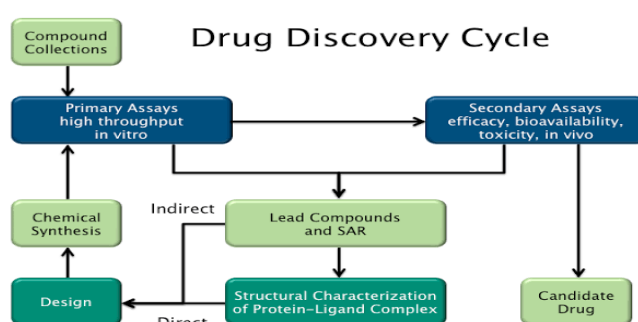 Compound
Collections
Drug Discovery Cycle
Primary Assays
high throughput
in vitro
Secondary Assays
efficacy, bioavailability,
toxicity, in vivo
Chemical
Synthesis
Indirect
Lead Compounds
and SAR
Design
Direct
Structural Characterization
of Protein-Ligand Complex
Candidate
Drug